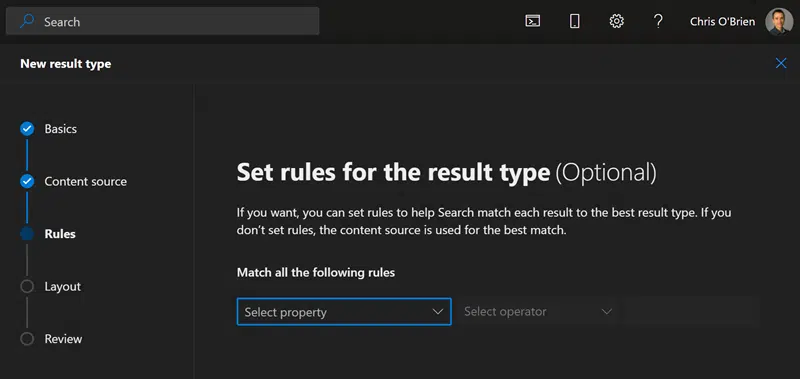 Search
Chris O'Brien
New result type
Basics
Content source
Rules
Layout
Review
Set rules for the result type (Optional)
If you want, you can set rules to help Search match each result to the best result type. If you
don't set rules, the content source is used for the best match.
Match all the following rules
Select property
Select operator